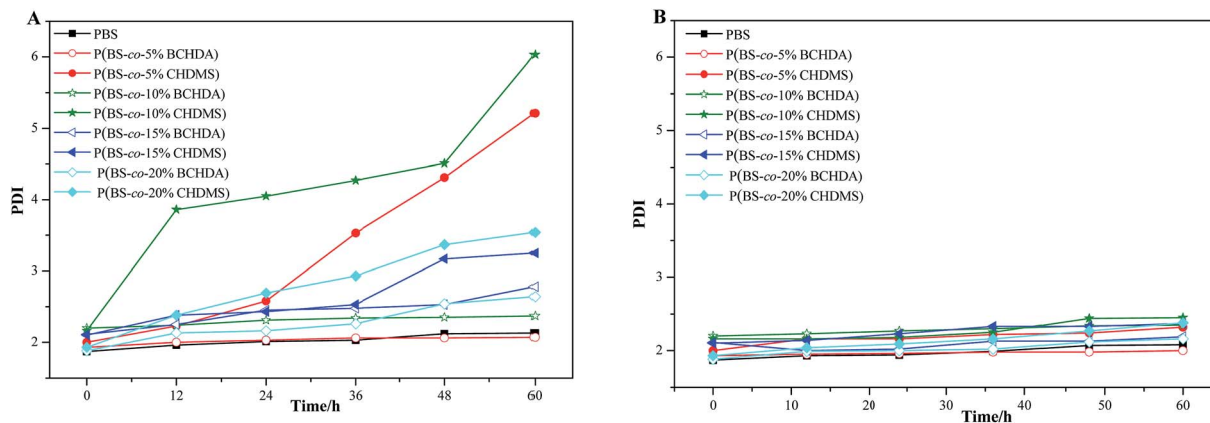 A
PBS
P(BS-co-5% BCHDA)
P(BS-co-5% CHDMS)
P(BS-co-10% BCHDA)
P(BS-co-10% CHDMS)
P(BS-co-15% BCHDA)
P(BS-co-15% CHDMS)
P(BS-co-20% BCHDA)
P(BS-co-20% CHDMS)
6
5
4
3
2
PDI
0 12 24 36 48 60
Time/h
B
PBS
P(BS-co-5% BCHDA)
P(BS-co-5% CHDMS)
P(BS-co-10% BCHDA)
P(BS-co-10% CHDMS)
P(BS-co-15% BCHDA)
P(BS-co-15% CHDMS)
P(BS-co-20% BCHDA)
P(BS-co-20% CHDMS)
6
5
4
3
2
PDI
0 10 20 30 40 50 60
Time/h